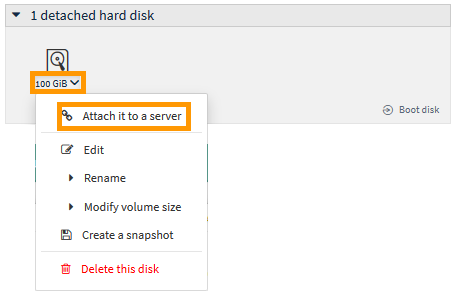 1 detached hard disk
100 GiB
Attach it to a server
Boot disk
Edit
Rename
Modify volume size
Create a snapshot
Delete this disk